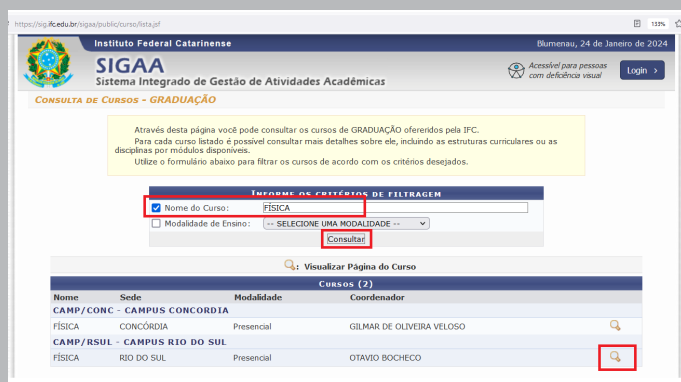 https://sig.ifc.edu.br/sigaa/public/curso/lista.jsf
133%
Instituto Federal Catarinense
Blumenau, 24 de Janeiro de 2024
SIGAA
Sistema Integrado de Gestão de Atividades Acadêmicas
Acessível para pessoas
com deficiência visual
Login >
CONSULTA DE CURSOS - GRADUAÇÃO
Através desta página você pode consultar os cursos de GRADUAÇÃO ofereridos pela IFC.
Para cada curso listado é possível consultar mais detalhes sobre ele, incluindo as estruturas curriculares ou as
disciplinas por módulos disponíveis.
Utilize o formulário abaixo para filtrar os cursos de acordo com os critérios desejados.
INFORME OS CRITÉRIOS DE FILTRAGEM
Nome do Curso: FÍSICA
Modalidade de Ensino: -- SELECIONE UMA MODALIDADE --
Consultar
: Visualizar Página do Curso
CURSOS (2)
Nome Sede Modalidade Coordenador
CAMP/CONC - CAMPUS CONCORDIA
FÍSICA CONCÓRDIA Presencial GILMAR DE OLIVEIRA VELOSO
CAMP/RSUL - CAMPUS RIO DO SUL
FÍSICA RIO DO SUL Presencial OTAVIO BOCHECO